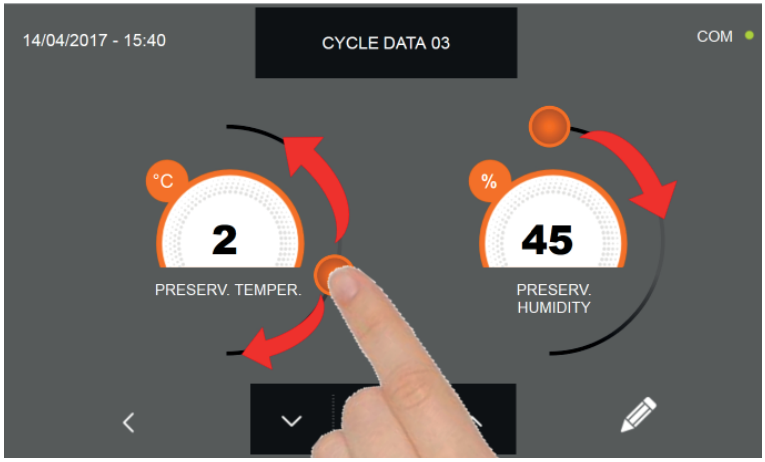 14/04/2017 - 15:40
CYCLE DATA 03
COM
°C
2
PRESERV. TEMPER.
%
45
PRESERV.
HUMIDITY